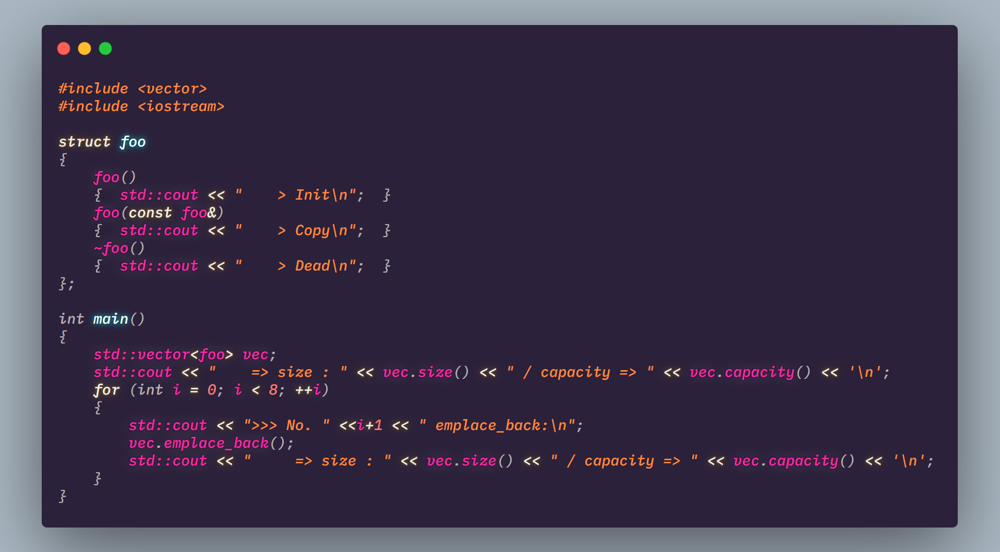 #include <vector>
#include <iostream>

struct foo
{
    foo()
    {  std::cout << "    > Init\n";  }
    foo(const foo&)
    {  std::cout << "    > Copy\n";  }
    ~foo()
    {  std::cout << "    > Dead\n";  }
};

int main()
{
    std::vector<foo> vec;
    std::cout << "    => size : " << vec.size() << " / capacity => " << vec.capacity() << '\n';
    for (int i = 0; i < 8; ++i)
    {
        std::cout << ">>> No. " <<i+1 << " emplace_back:\n";
        vec.emplace_back();
        std::cout << "     => size : " << vec.size() << " / capacity => " << vec.capacity() << '\n';
    }
}